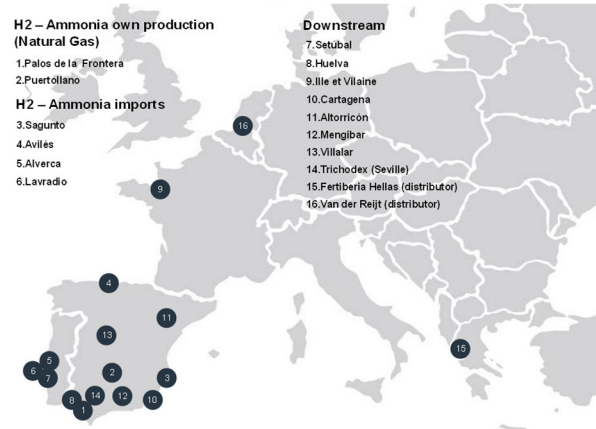 H2 – Ammonia own production
(Natural Gas)
1.Palos de la Frontera
2.Puertollano
H2 – Ammonia imports
3.Sagunto
4.Avilés
5.Alverca
6.Lavradio
Downstream
7.Setúbal
8.Huelva
9.Ille et Vilaine
10.Cartagena
11.Altorricón
12.Mengibar
13.Villalar
14.Trichodex (Seville)
15.Fertiberia Hellas (distributor)
16.Van der Reijt (distributor)
16
9
4
11
13
5
6
7
2
3
8
14
12
10
1
15